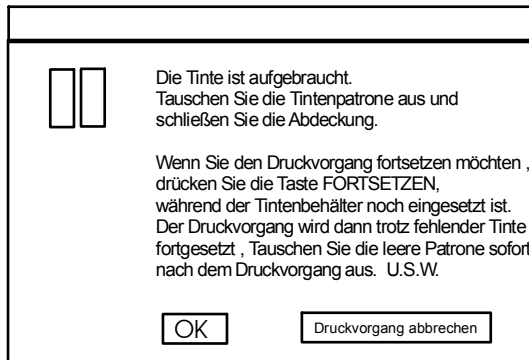 Die Tinte ist aufgebraucht.
Tauschen Sie die Tintenpatrone aus und
schließen Sie die Abdeckung.
Wenn Sie den Druckvorgang fortsetzen möchten ,
drücken Sie die Taste FORTSETZEN,
während der Tintenbehälter noch eingesetzt ist.
Der Druckvorgang wird dann trotz fehlender Tinte
fortgesetzt , Tauschen Sie die leere Patrone sofort
nach dem Druckvorgang aus. U.S.W.
OK
Druckvorgang abbrechen